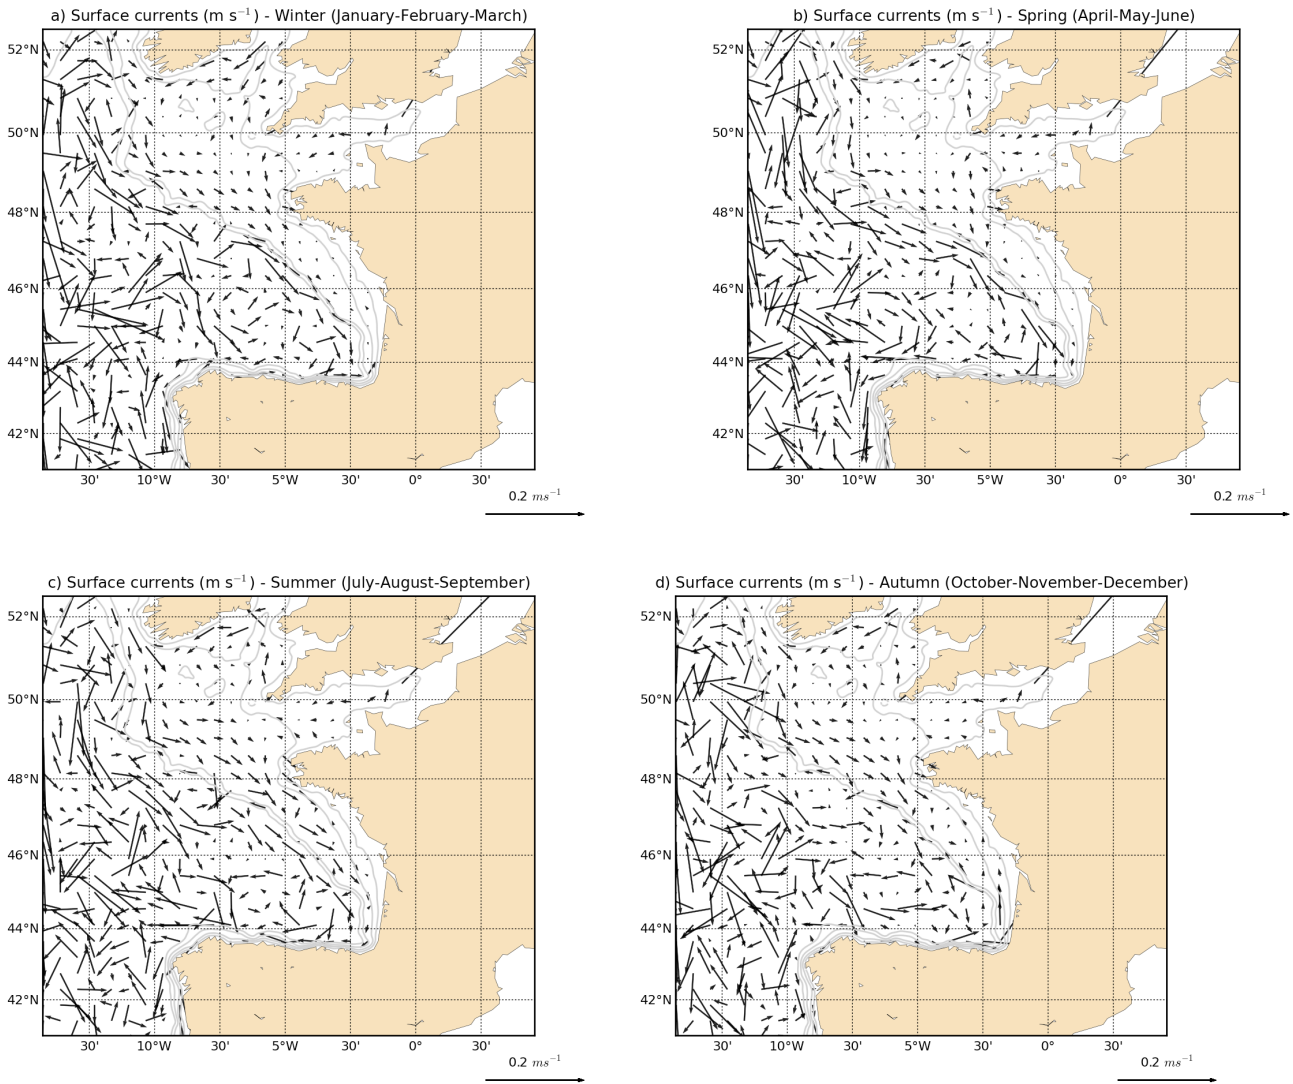 a) Surface currents (m s⁻¹) - Winter (January-February-March)
52°N
50°N
48°N
46°N
44°N
42°N
30' 10°W 30' 5°W 30' 0° 30'
0.2 ms⁻¹
b) Surface currents (m s⁻¹) - Spring (April-May-June)
52°N
50°N
48°N
46°N
44°N
42°N
30' 10°W 30' 5°W 30' 0° 30'
0.2 ms⁻¹
c) Surface currents (m s⁻¹) - Summer (July-August-September)
52°N
50°N
48°N
46°N
44°N
42°N
30' 10°W 30' 5°W 30' 0° 30'
0.2 ms⁻¹
d) Surface currents (m s⁻¹) - Autumn (October-November-December)
52°N
50°N
48°N
46°N
44°N
42°N
30' 10°W 30' 5°W 30' 0° 30'
0.2 ms⁻¹